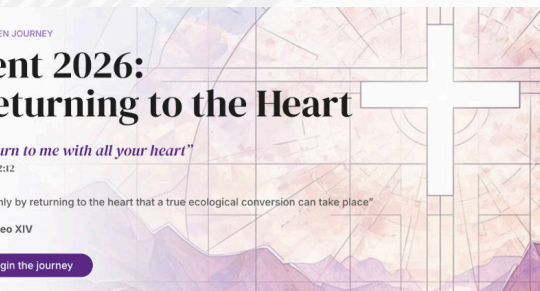 EN JOURNEY
ent 2026:
eturning to the Heart
urn to me with all your heart”
2:12
nly by returning to the heart that a true ecological conversion can take place”
eo XIV
gin the journey